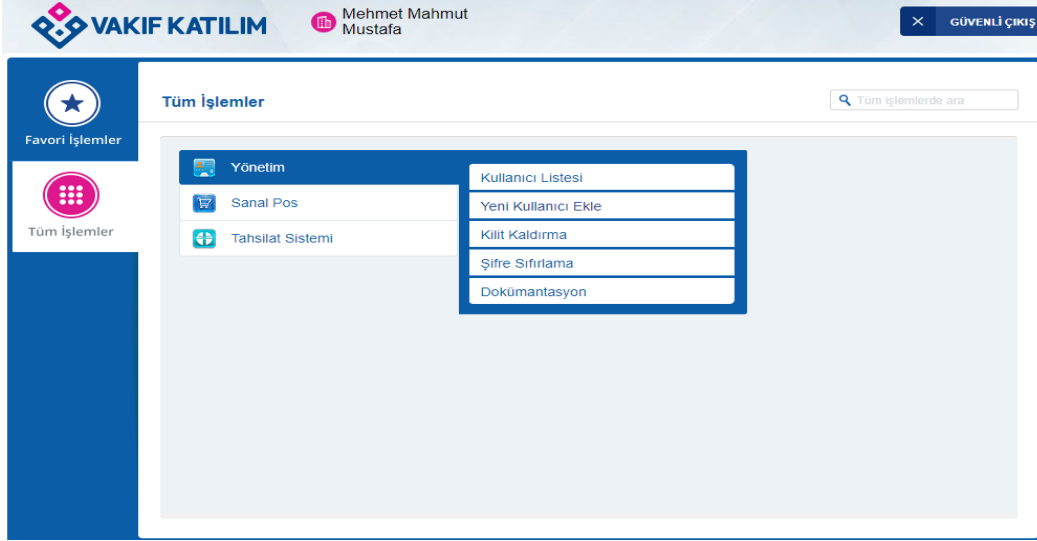 VAKIF KATILIM
Mehmet Mahmut
Mustafa
GÜVENLİ ÇIKIŞ
Favori İşlemler
Tüm İşlemler
Tüm İşlemler
Tüm işlemlerde ara
Yönetim
Sanal Pos
Tahsilat Sistemi
Kullanıcı Listesi
Yeni Kullanıcı Ekle
Kilit Kaldırma
Şifre Sıfırlama
Dokümantasyon